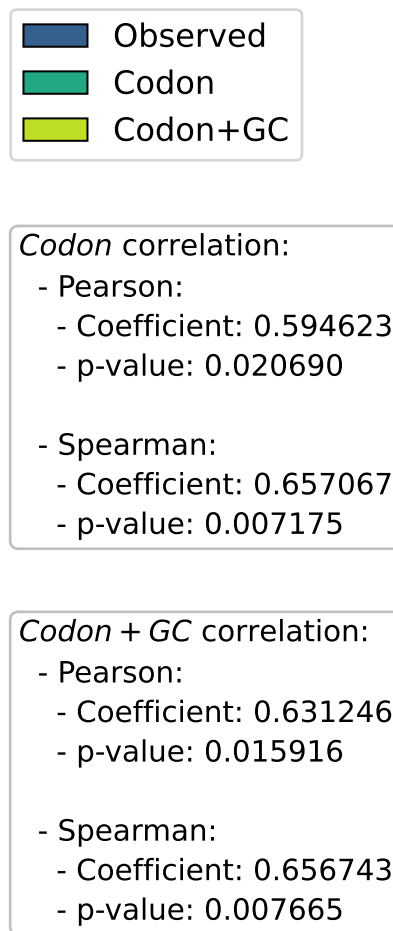 Observed
Codon
Codon+GC
Codon correlation:
- Pearson:
- Coefficient: 0.594623
- p-value: 0.020690
- Spearman:
- Coefficient: 0.657067
- p-value: 0.007175
Codon + GC correlation:
- Pearson:
- Coefficient: 0.631246
- p-value: 0.015916
- Spearman:
- Coefficient: 0.656743
- p-value: 0.007665